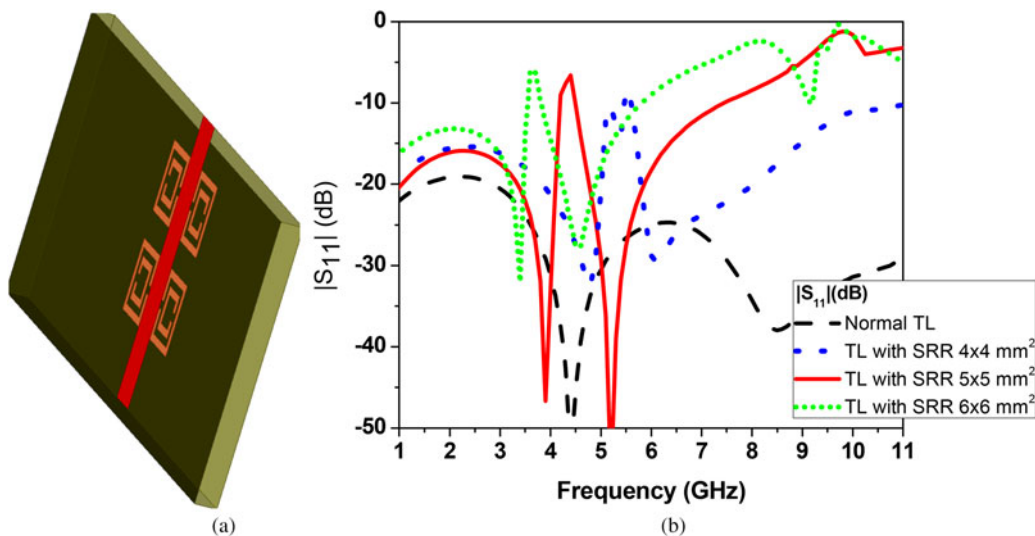 0
-10
-20
-30
-40
-50
|S₁₁| (dB)
1 2 3 4 5 6 7 8 9 10 11
Frequency (GHz)
|S₁₁|(dB)
Normal TL
TL with SRR 4x4 mm²
TL with SRR 5x5 mm²
TL with SRR 6x6 mm²
(a)
(b)